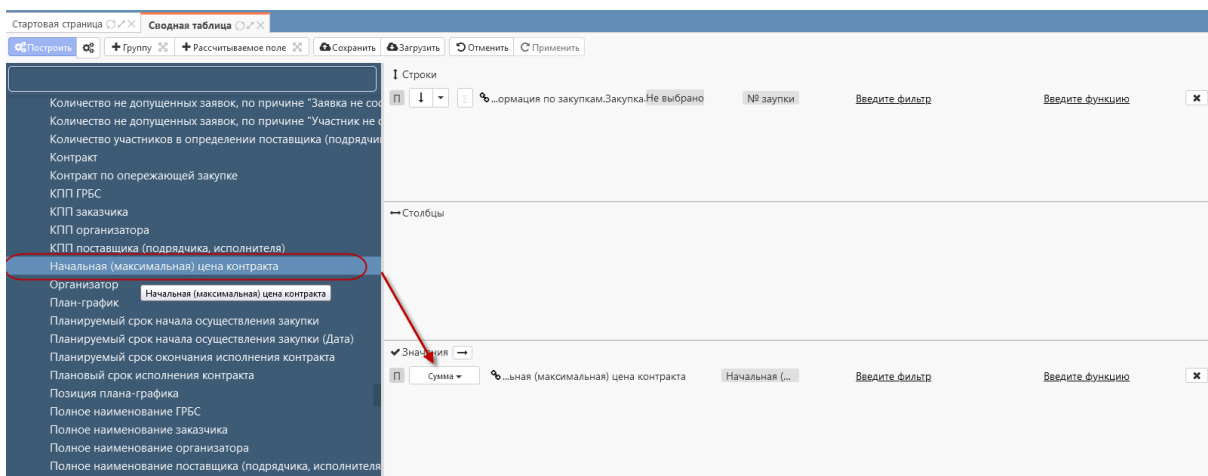 Стартовая страница Сводная таблица
Построить Группу Рассчитываемое поле Сохранить Загрузить Отменить Применить
Строки
П ...ормация по закупкам.Закупка.Не выбрано № заупки Введите фильтр Введите функцию
Количество не допущенных заявок, по причине "Заявка не соо
Количество не допущенных заявок, по причине "Участник не с
Количество участников в определении поставщика (подрядчи
Контракт
Контракт по опережающей закупке
КПП ГРБС
КПП заказчика
Столбцы
КПП организатора
КПП поставщика (подрядчика, исполнителя)
Начальная (максимальная) цена контракта
Организатор
Начальная (максимальная) цена контракта
План-график
Планируемый срок начала осуществления закупки
Планируемый срок начала осуществления закупки (Дата)
Значения
Планируемый срок окончания исполнения контракта
Плановый срок исполнения контракта
П Сумма ...ьная (максимальная) цена контракта Начальная (... Введите фильтр Введите функцию
Позиция плана-графика
Полное наименование ГРБС
Полное наименование заказчика
Полное наименование организатора
Полное наименование поставщика (подрядчика, исполнителя